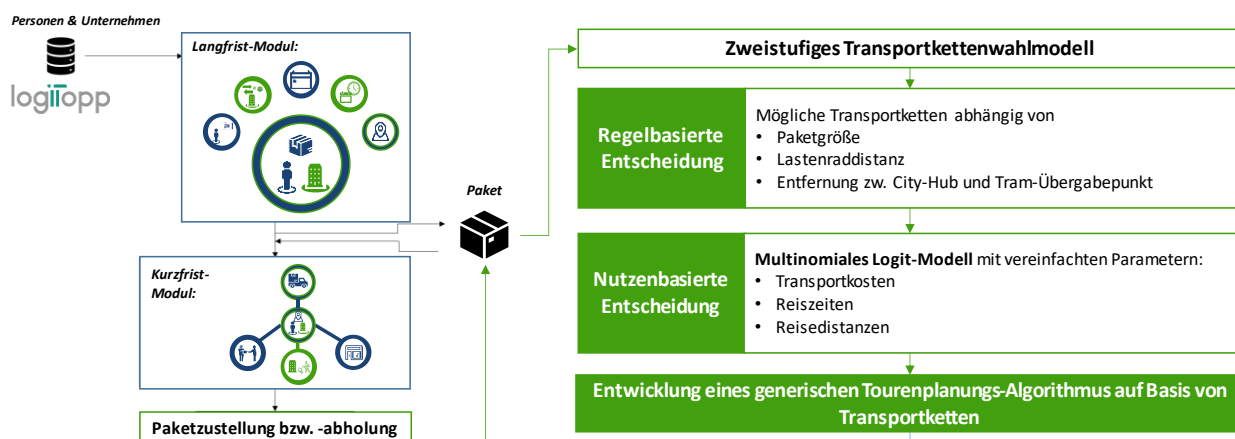 Personen & Unternehmen
logiTopp
Langfrist-Modul:
Paket
Kurzfrist-
Modul:
Paketzustellung bzw. -abholung
Zweistufiges Transportkettenwahlmodell
Regelbasierte
Entscheidung
Mögliche Transportketten abhängig von
• Paketgröße
• Lastenraddistanz
• Entfernung zw. City-Hub und Tram-Übergabepunkt
Nutzenbasierte
Entscheidung
Multinomiales Logit-Modell mit vereinfachten Parametern:
• Transportkosten
• Reiszeiten
• Reisedistanzen
Entwicklung eines generischen Tourenplanungs-Algorithmus auf Basis von
Transportketten